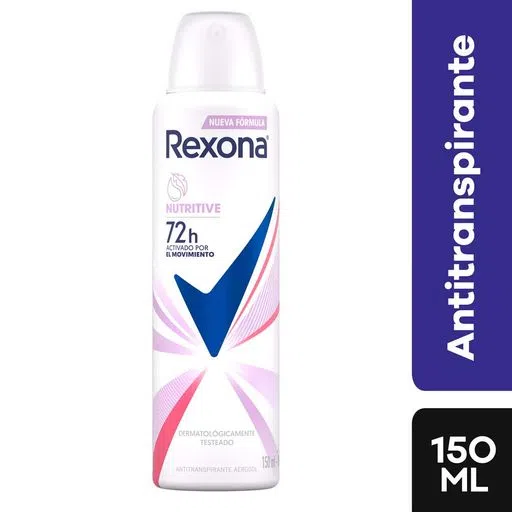 NUEVA FÓRMULA
Rexona
NUTRITIVE
72h
ACTIVADO POR
EL MOVIMIENTO
DERMATOLÓGICAMENTE
TESTEADO
150 ml
ANTITRANSPIRANTE AEROSOL
Antitranspirante
150
ML